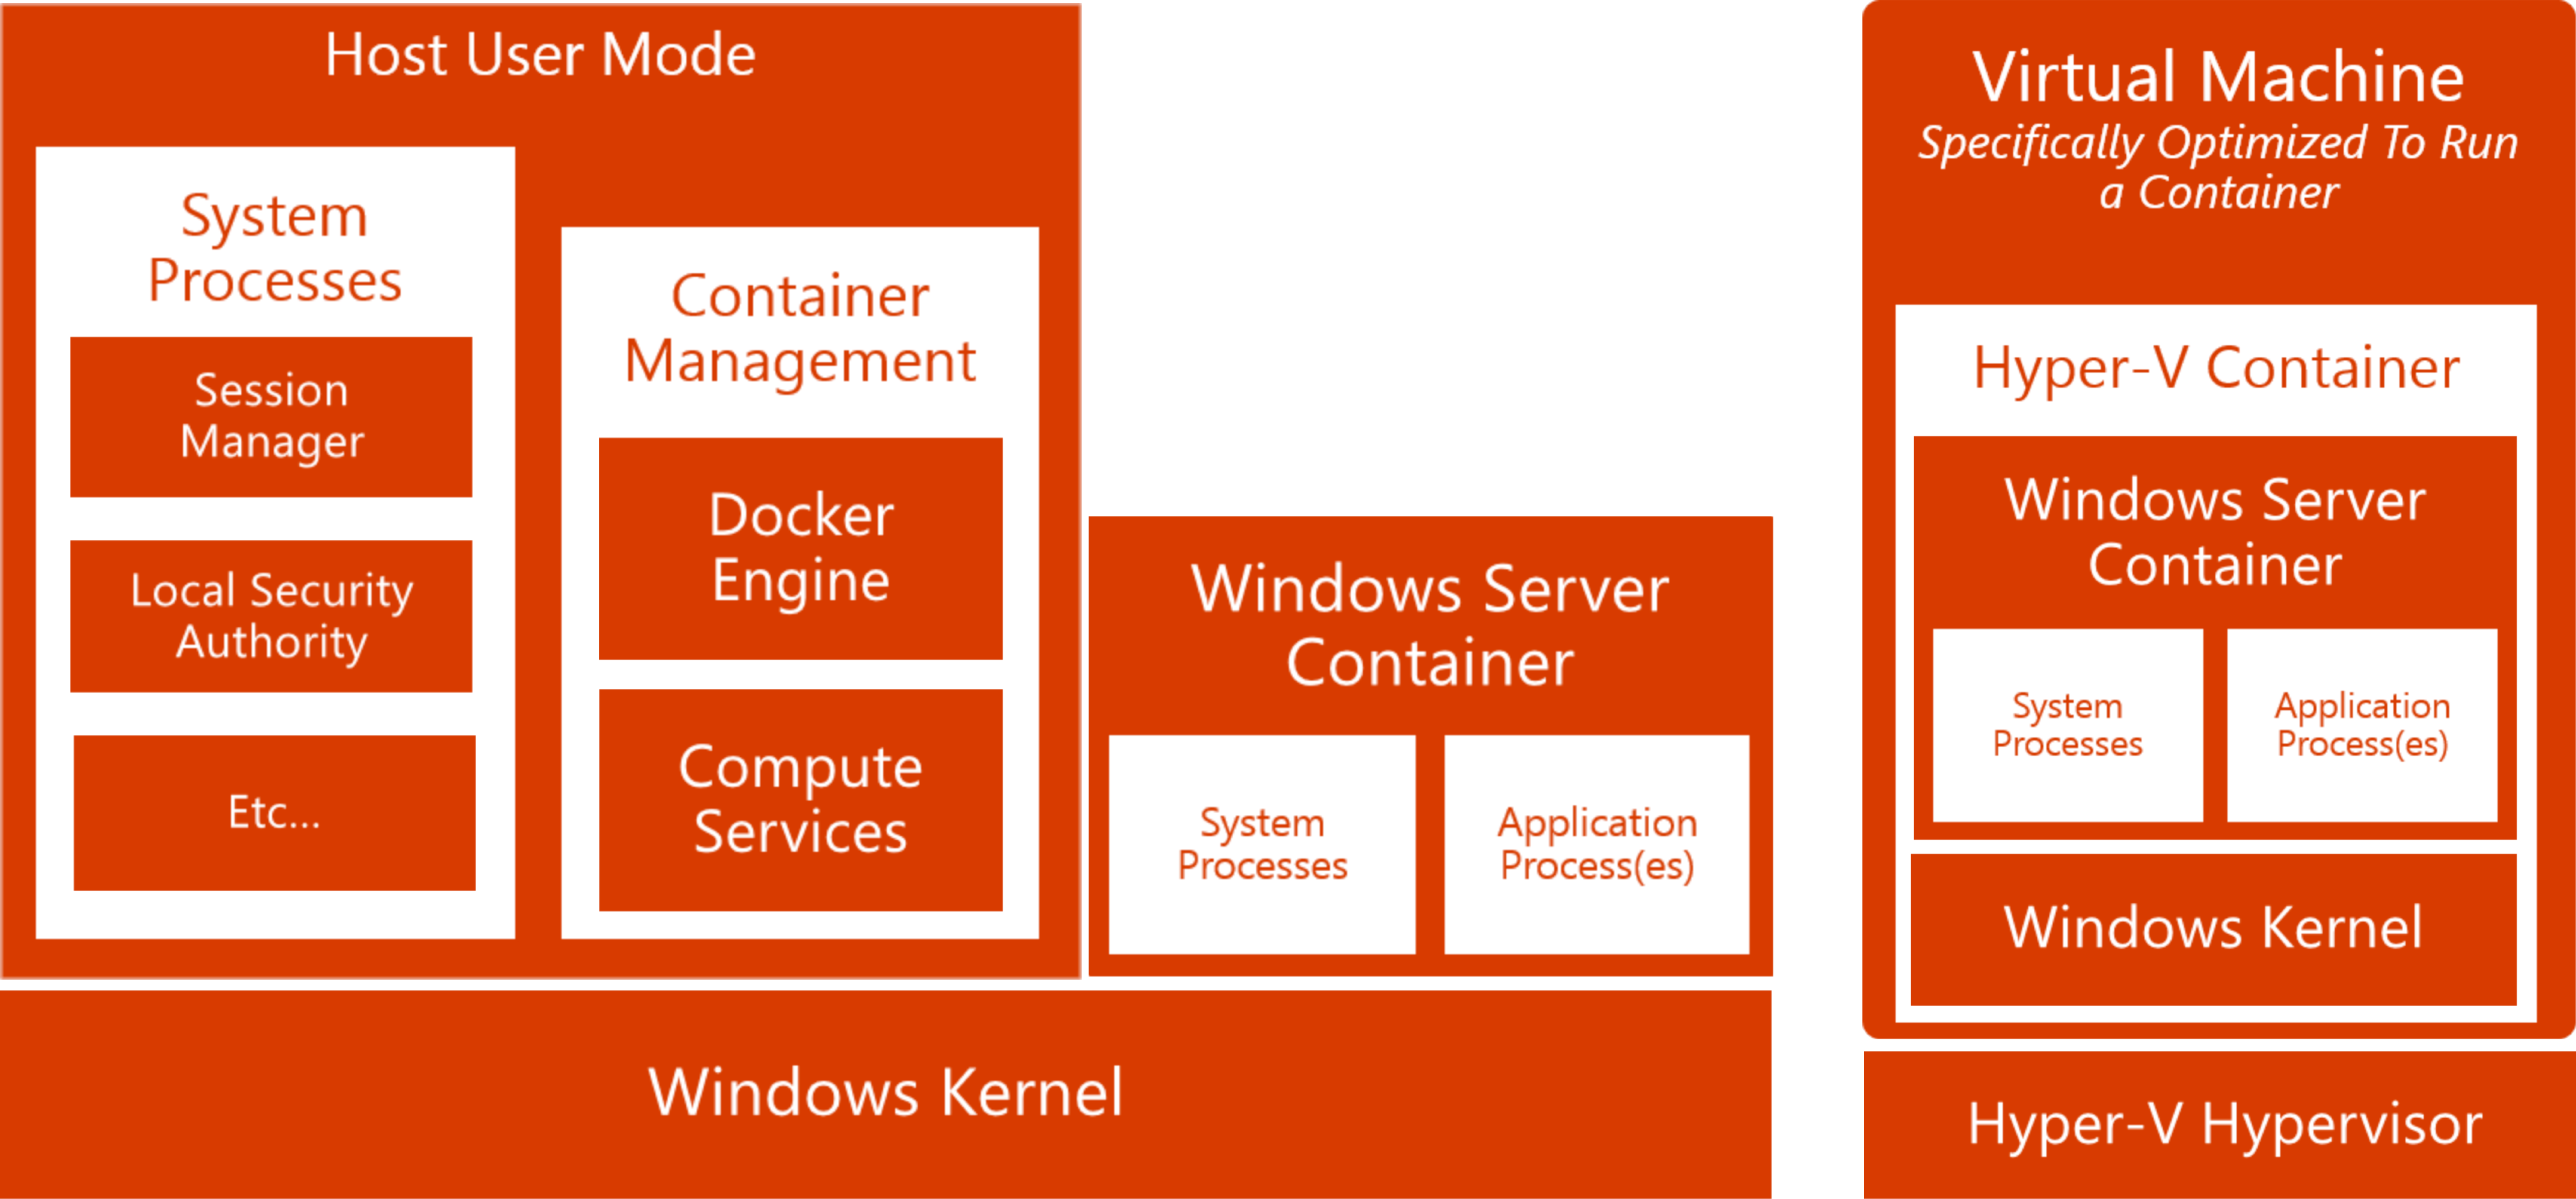 Host User Mode
System
Processes
Session
Manager
Local Security
Authority
Etc...
Container
Management
Docker
Engine
Compute
Services
Windows Server
Container
System
Processes
Application
Process(es)
Windows Kernel
Virtual Machine
Specifically Optimized To Run
a Container
Hyper-V Container
Windows Server
Container
System
Processes
Application
Process(es)
Windows Kernel
Hyper-V Hypervisor